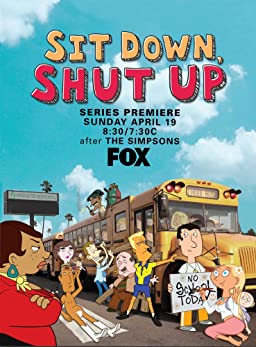 SIT DOWN,
SHUT UP
SERIES PREMIERE
SUNDAY APRIL 19
8:30/7:30C
after THE SIMPSONS
FOX
NO
School
TODAY